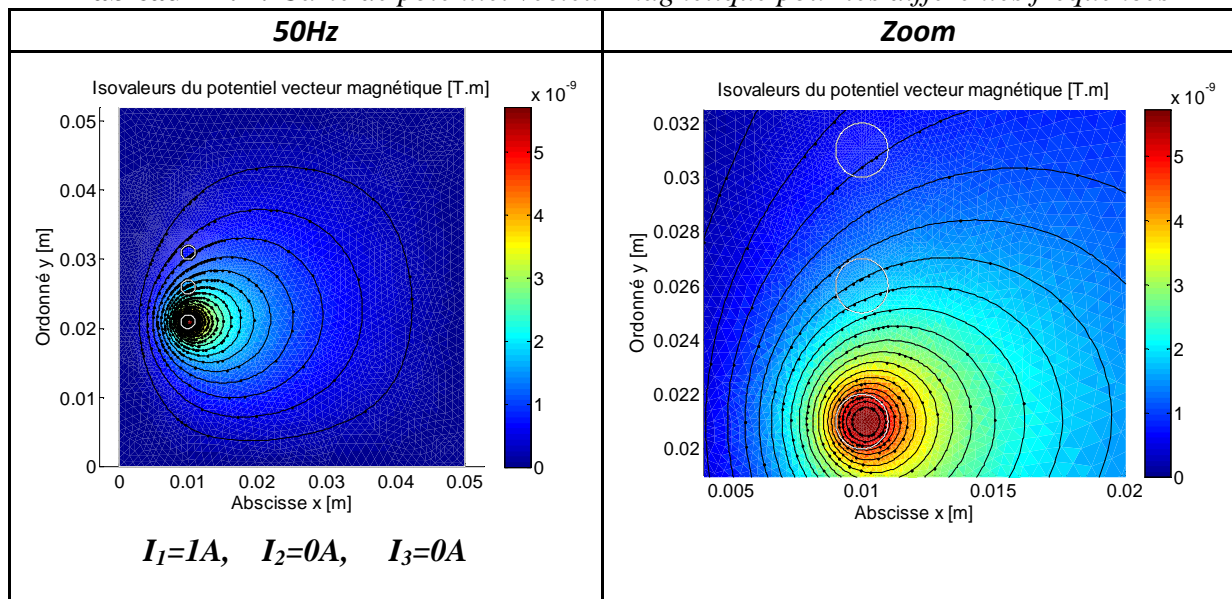 50Hz
Zoom
Isovaleurs du potentiel vecteur magnétique [T.m]
x 10⁻⁹
0.05
0.04
0.03
0.02
0.01
0
Ordonné y [m]
0 0.01 0.02 0.03 0.04 0.05
Abscisse x [m]
5
4
3
2
1
0
I₁=1A, I₂=0A, I₃=0A
Isovaleurs du potentiel vecteur magnétique [T.m]
x 10⁻⁹
0.032
0.03
0.028
0.026
0.024
0.022
0.02
Ordonné y [m]
0.005 0.01 0.015 0.02
Abscisse x [m]
5
4
3
2
1
0